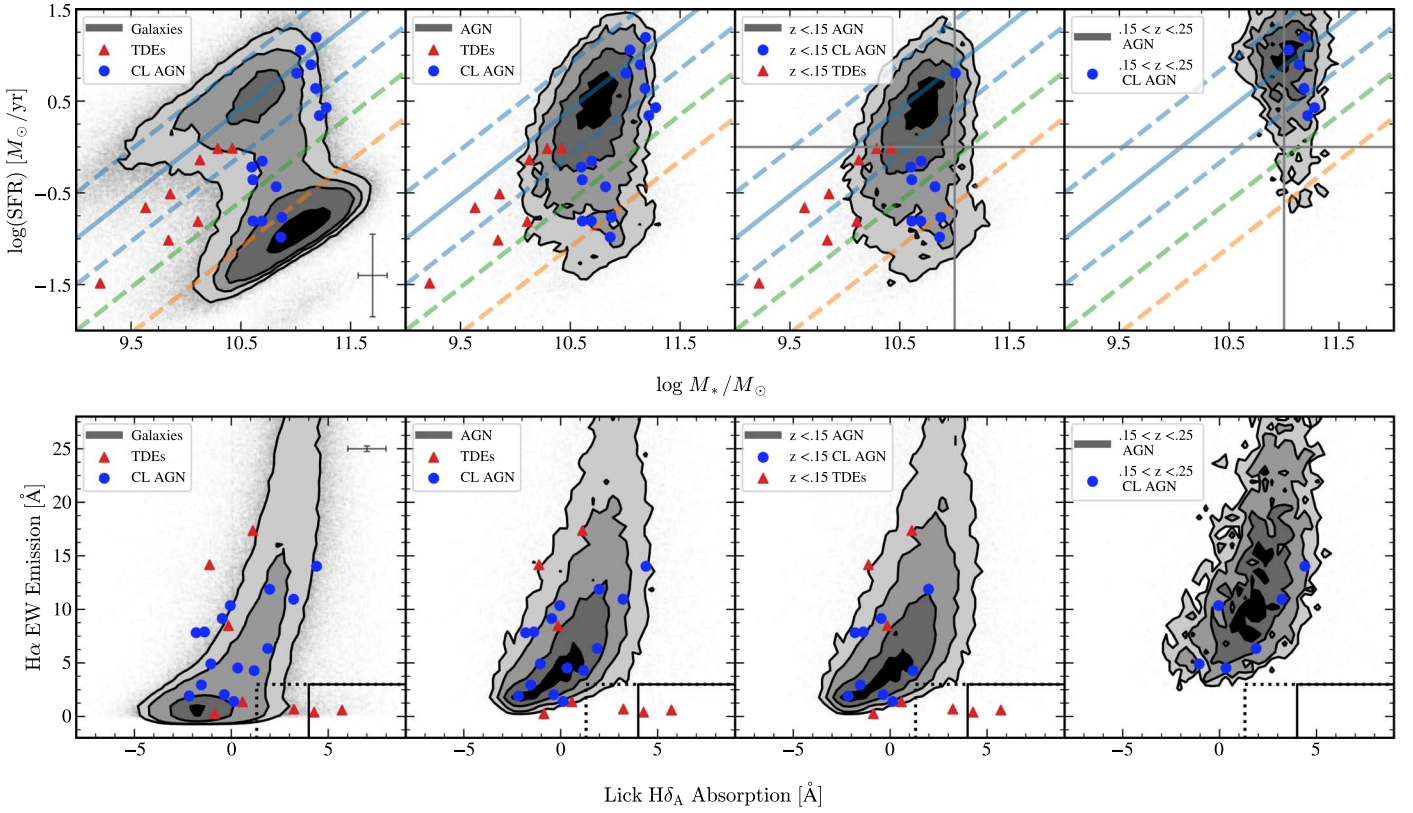 1.5
0.5
−0.5
−1.5
log(SFR) [M⊙/yr]
Galaxies
TDEs
CL AGN
AGN
TDEs
CL AGN
z <.15 AGN
z <.15 CL AGN
z <.15 TDEs
.15 < z <.25
AGN
.15 < z <.25
CL AGN
9.5 10.5 11.5
9.5 10.5 11.5
9.5 10.5 11.5
9.5 10.5 11.5
log M∗/M⊙
25
20
15
10
5
0
Hα EW Emission [Å]
Galaxies
TDEs
CL AGN
AGN
TDEs
CL AGN
z <.15 AGN
z <.15 CL AGN
z <.15 TDEs
.15 < z <.25
AGN
.15 < z <.25
CL AGN
−5 0 5
−5 0 5
−5 0 5
−5 0 5
Lick HδA Absorption [Å]